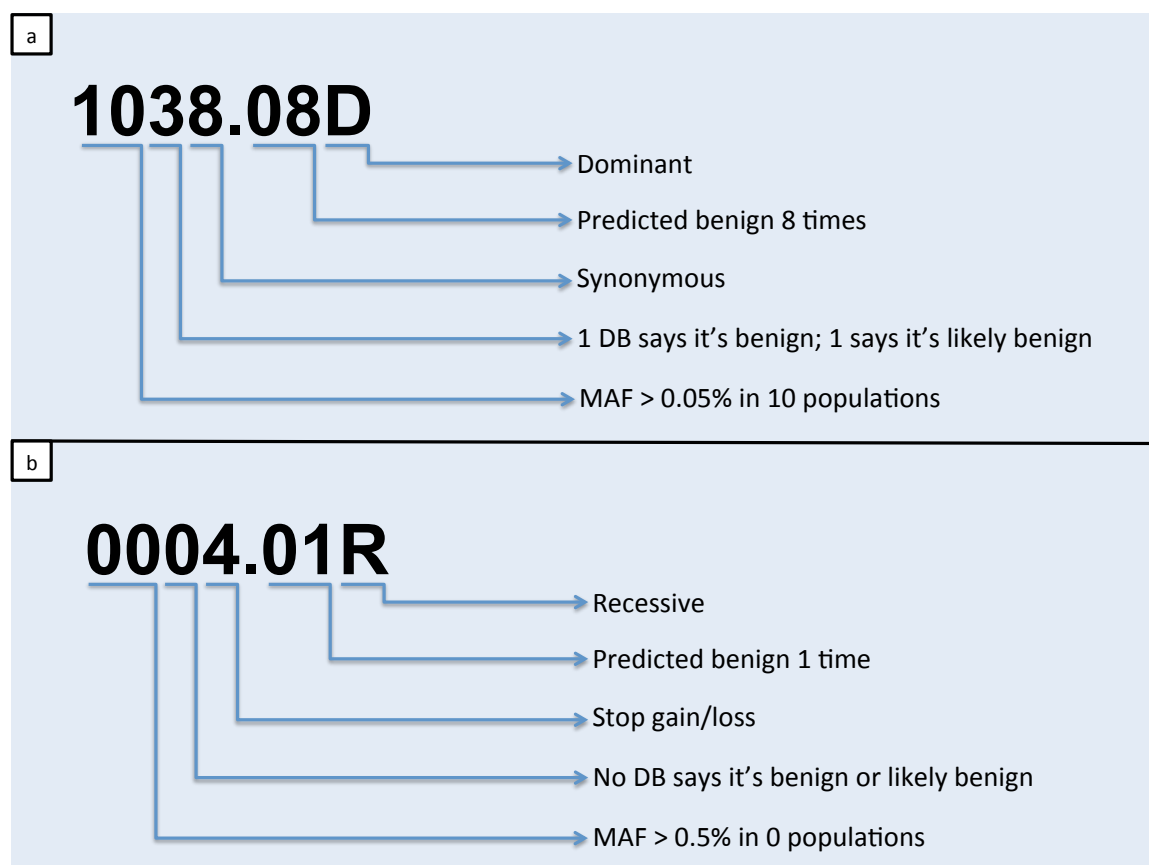 a
1038.08D
Dominant
Predicted benign 8 times
Synonymous
1 DB says it’s benign; 1 says it’s likely benign
MAF > 0.05% in 10 populations
b
0004.01R
Recessive
Predicted benign 1 time
Stop gain/loss
No DB says it’s benign or likely benign
MAF > 0.5% in 0 populations